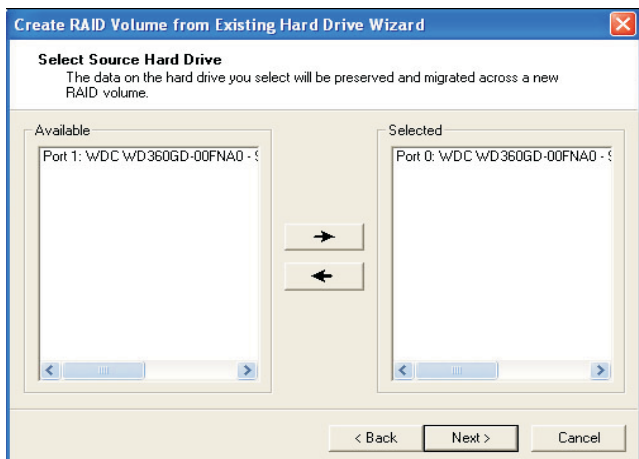 Create RAID Volume from Existing Hard Drive Wizard
Select Source Hard Drive
The data on the hard drive you select will be preserved and migrated across a new
RAID volume.
Available
Selected
Port 1: WDC WD360GD-00FNA0 - S
Port 0: WDC WD360GD-00FNA0 - S
< Back
Next >
Cancel